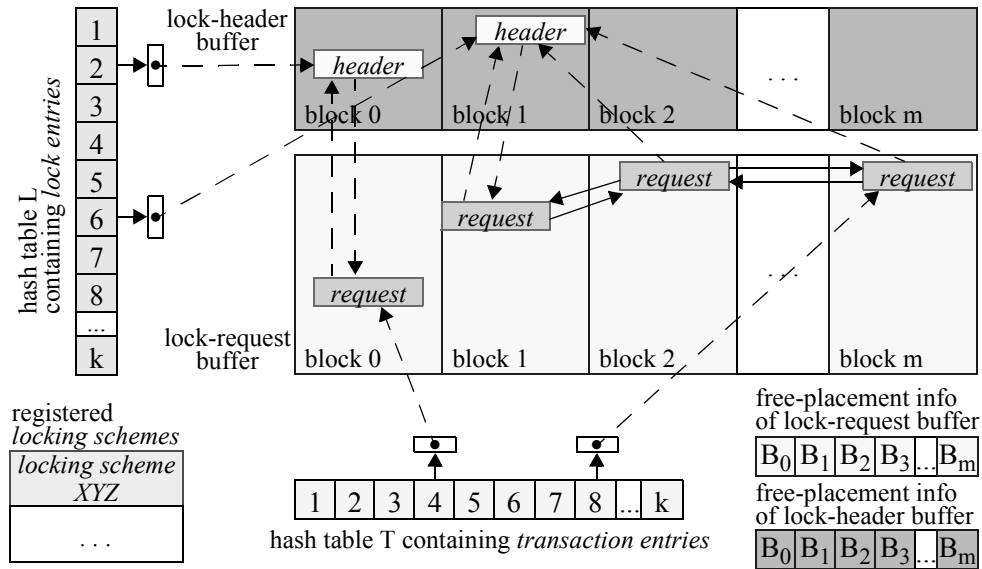 hash table L
containing lock entries
1
2
3
4
5
6
7
8
...
k
lock-header
buffer
header
header
block 0
block 1
block 2
. . .
block m
request
request
request
request
. . .
lock-request
buffer
block 0
block 1
block 2
block m
registered
locking schemes
locking scheme
XYZ
. . .
1 2 3 4 5 6 7 8 ... k
hash table T containing transaction entries
free-placement info
of lock-request buffer
B0 B1 B2 B3 ... Bm
free-placement info
of lock-header buffer
B0 B1 B2 B3 ... Bm